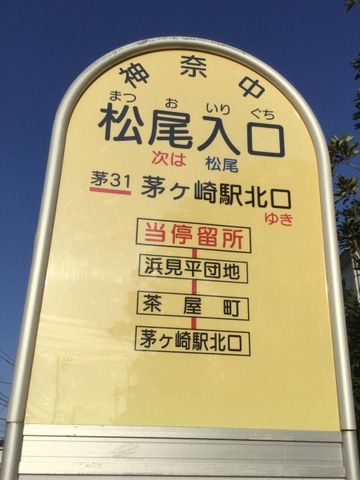 神奈中
まつ お いり ぐち
松尾入口
次は 松尾
茅31 茅ヶ崎駅北口
ゆき
当停留所
浜見平団地
茶屋町
茅ヶ崎駅北口